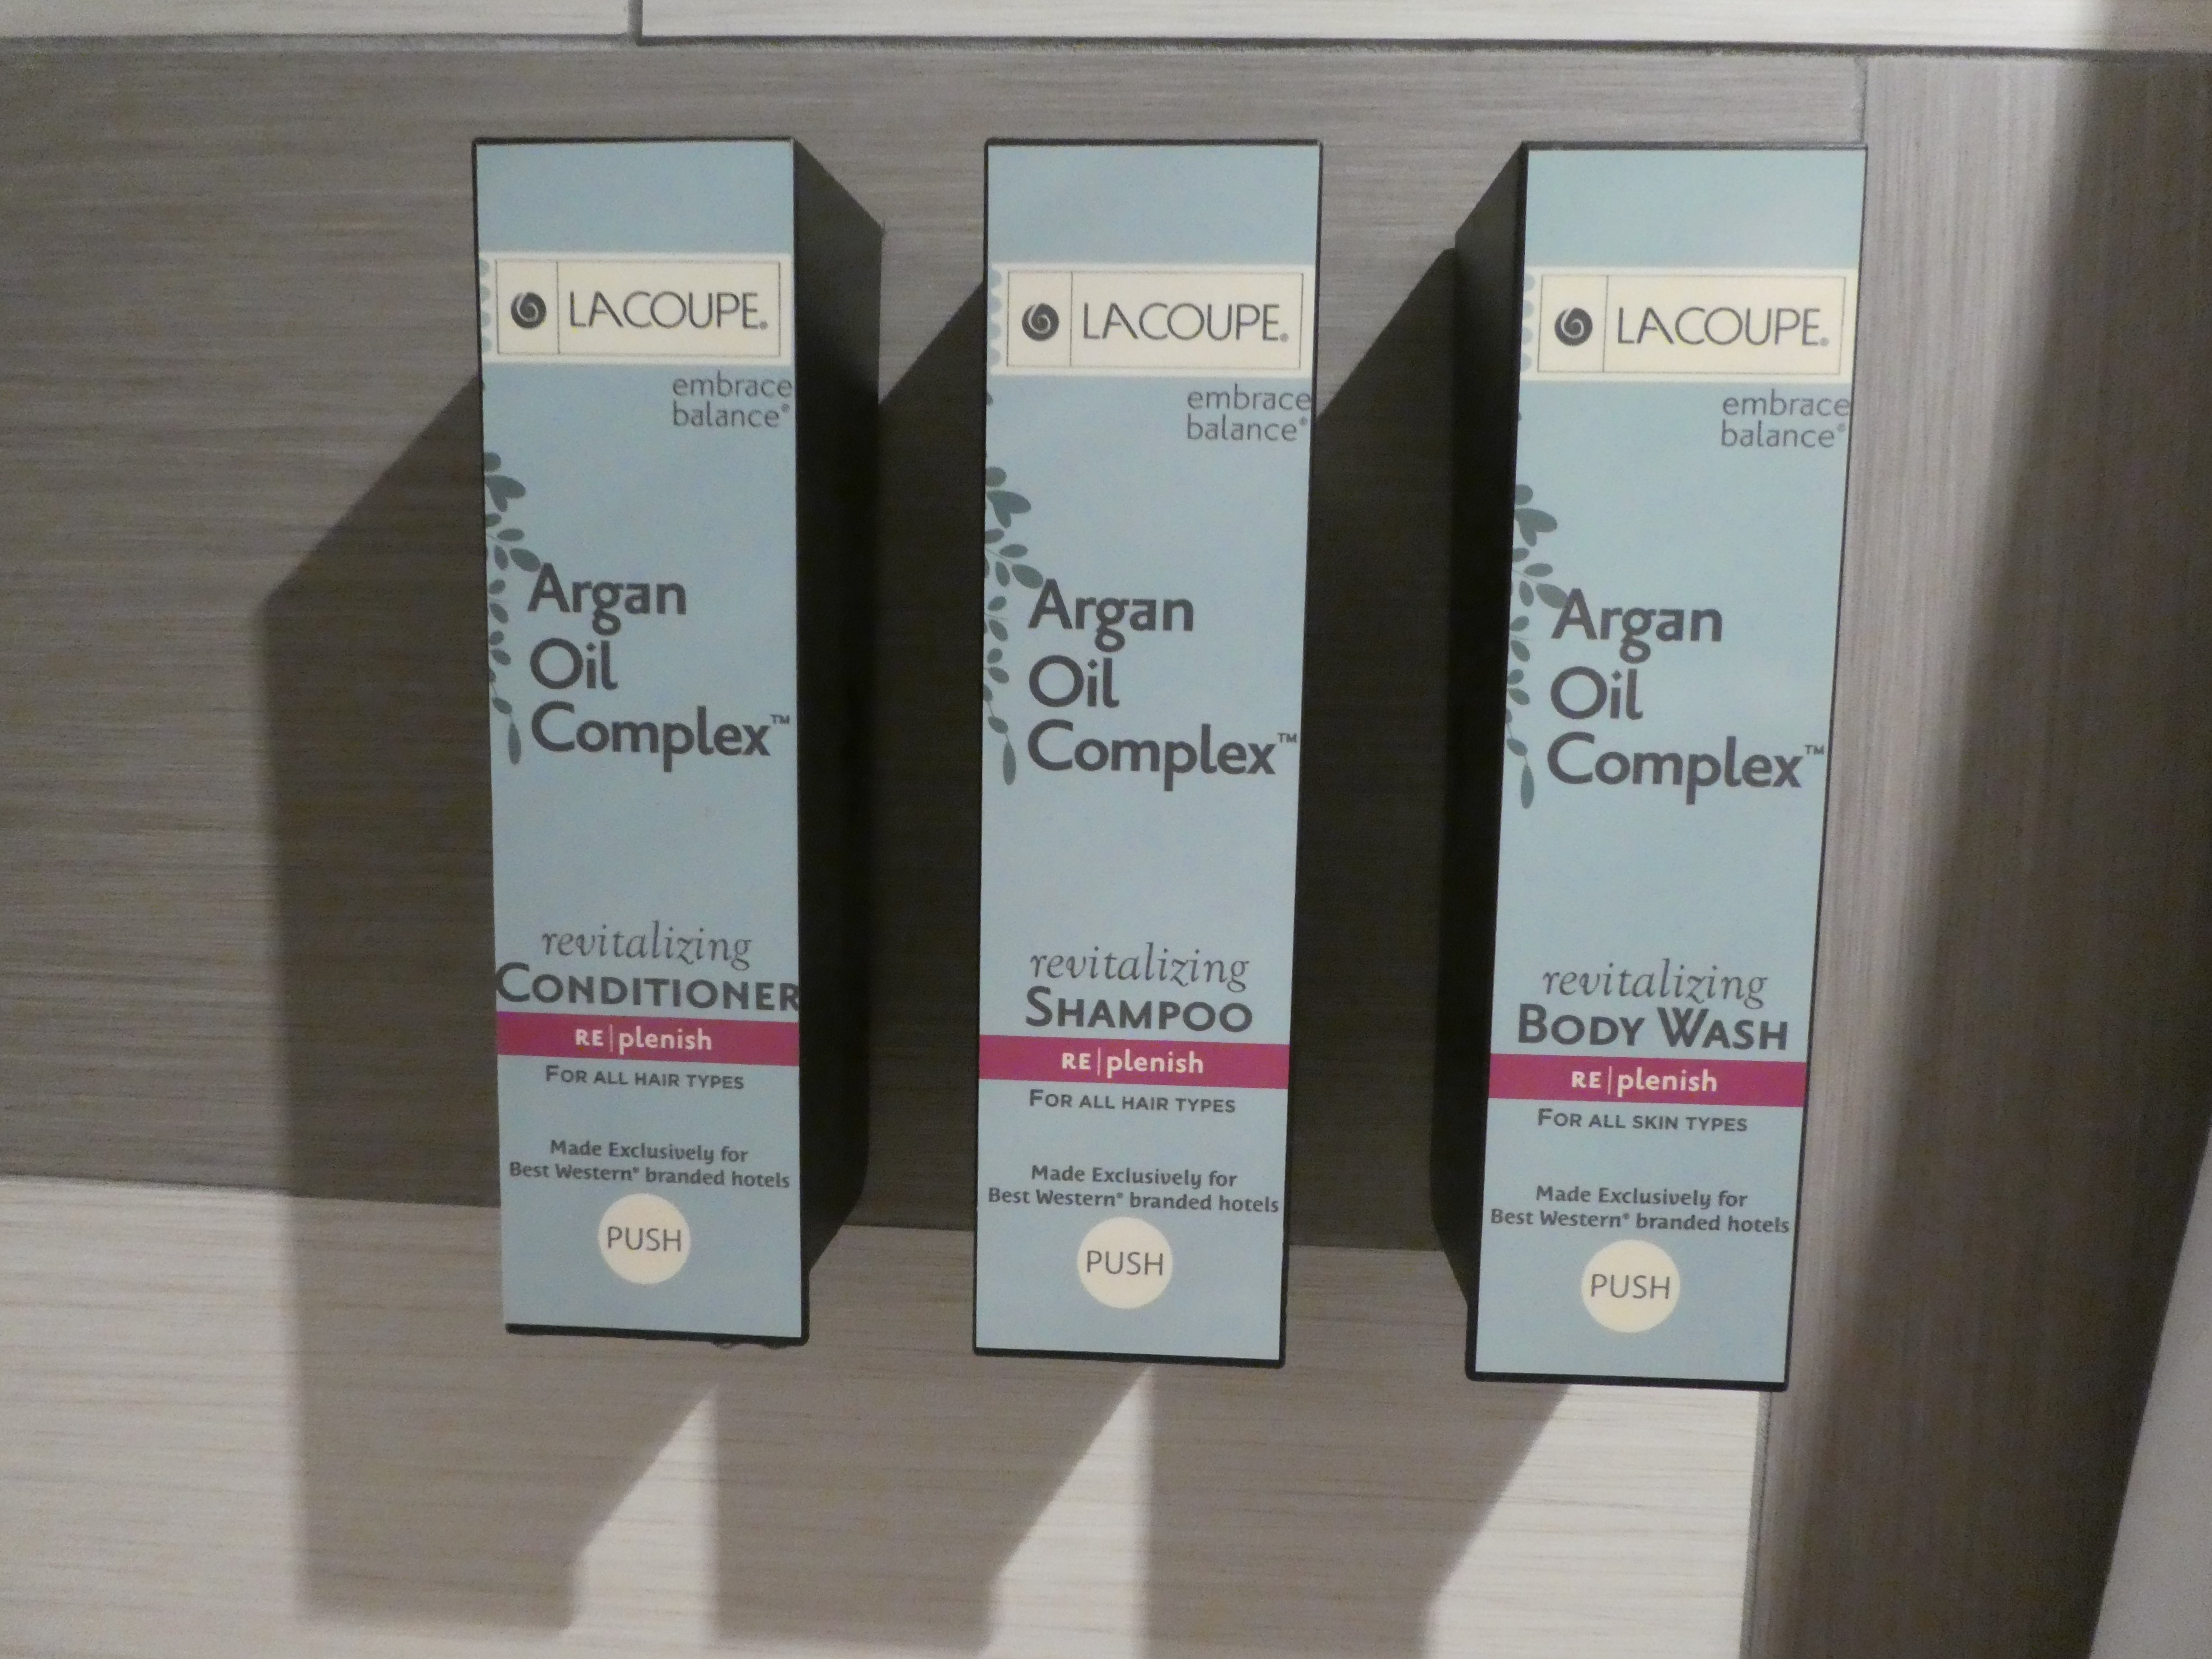 LACOUPE®
embrace
balance®
Argan
Oil
Complex™
revitalizing
CONDITIONER
RE|plenish
FOR ALL HAIR TYPES
Made Exclusively for
Best Western® branded hotels
PUSH
LACOUPE®
embrace
balance®
Argan
Oil
Complex™
revitalizing
SHAMPOO
RE|plenish
FOR ALL HAIR TYPES
Made Exclusively for
Best Western® branded hotels
PUSH
LACOUPE®
embrace
balance®
Argan
Oil
Complex™
revitalizing
BODY WASH
RE|plenish
FOR ALL SKIN TYPES
Made Exclusively for
Best Western® branded hotels
PUSH